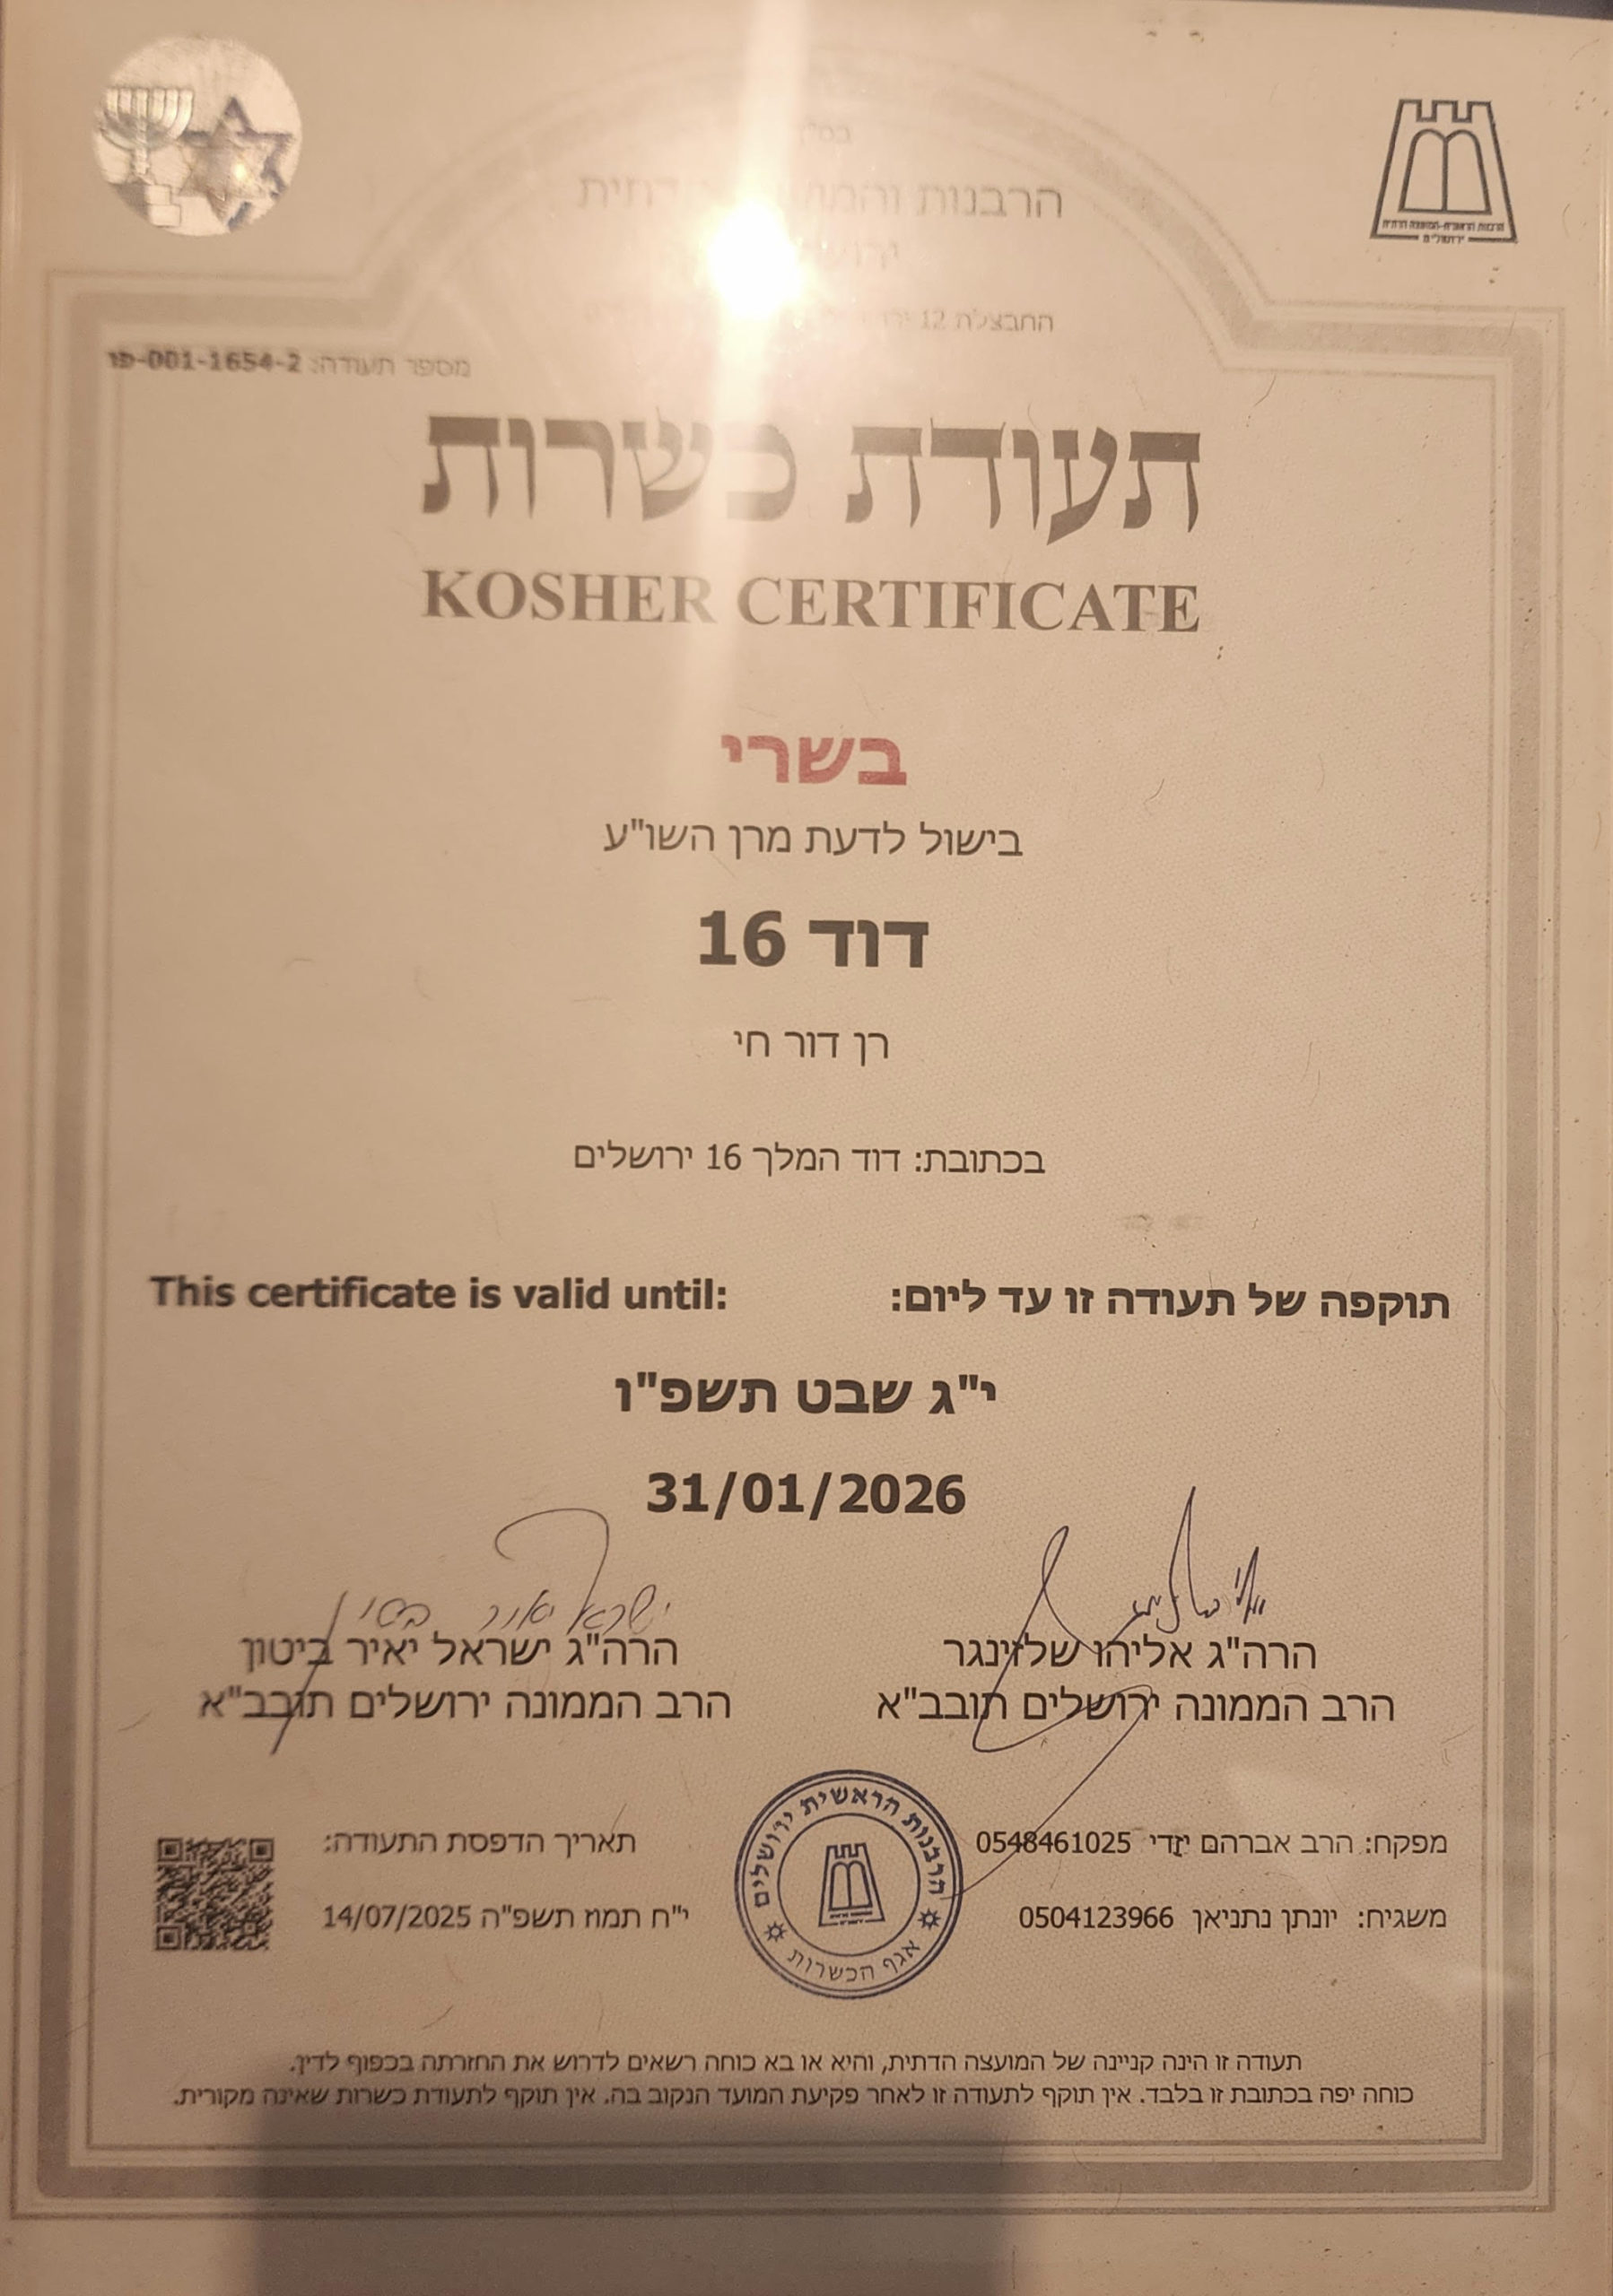 בס"ד
הרבנות והמועצה הדתית
החבצלת 12
מספר תעודה: 2-1654-001-פו
תעודת כשרות
KOSHER CERTIFICATE
בשרי
בישול לדעת מרן השו"ע
דוד 16
רן דור חי
בכתובת: דוד המלך 16 ירושלים
תוקפה של תעודה זו עד ליום:
This certificate is valid until:
י"ג שבט תשפ"ו
31/01/2026
הרה"ג אליהו שלזינגר
הרב הממונה ירושלים תובב"א
הרה"ג ישראל יאיר ביטון
הרב הממונה ירושלים תובב"א
מפקח: הרב אברהם יזדי 0548461025
משגיח: יונתן נתניאן 0504123966
הרבנות הראשית ירושלים
אגף הכשרות
תאריך הדפסת התעודה:
י"ח תמוז תשפ"ה 14/07/2025
תעודה זו הינה קניינה של המועצה הדתית, והיא או בא כוחה רשאים לדרוש את החזרתה בכפוף לדין.
כוחה יפה בכתובת זו בלבד. אין תוקף לתעודה זו לאחר פקיעת המועד הנקוב בה. אין תוקף לתעודת כשרות שאינה מקורית.